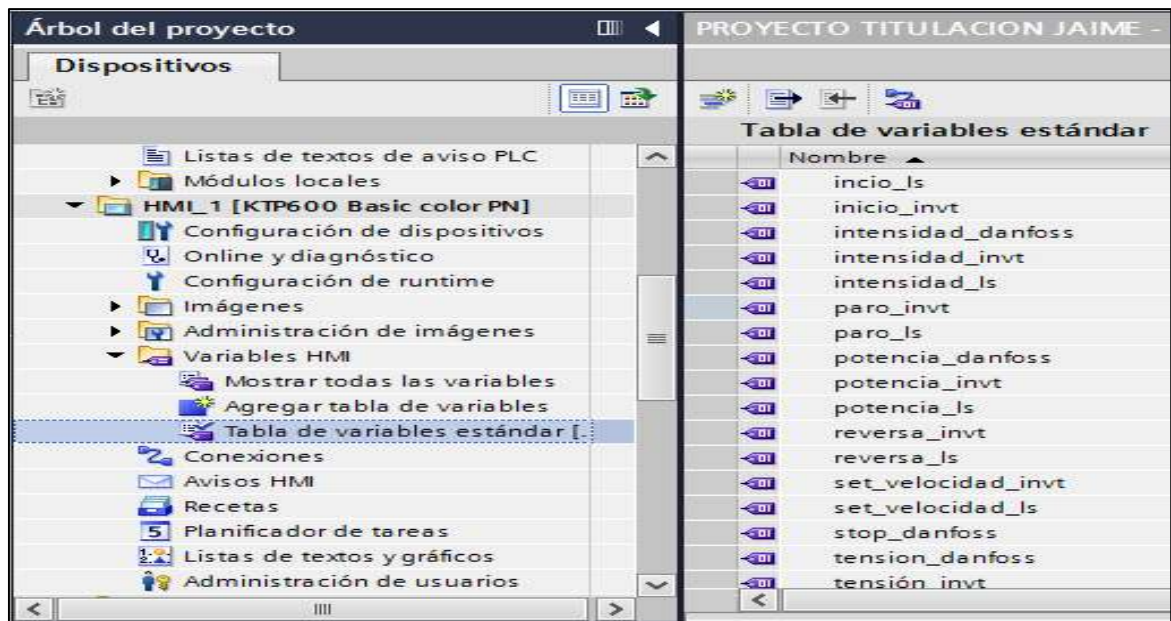 Árbol del proyecto
Dispositivos
Listas de textos de aviso PLC
Módulos locales
HMI_1 [KTP600 Basic color PN]
Configuración de dispositivos
Online y diagnóstico
Configuración de runtime
Imágenes
Administración de imágenes
Variables HMI
Mostrar todas las variables
Agregar tabla de variables
Tabla de variables estándar [.
Conexiones
Avisos HMI
Recetas
Planificador de tareas
Listas de textos y gráficos
Administración de usuarios
PROYECTO TITULACION JAIME -
Tabla de variables estándar
Nombre
incio_ls
inicio_invt
intensidad_danfoss
intensidad_invt
intensidad_ls
paro_invt
paro_ls
potencia_danfoss
potencia_invt
potencia_ls
reversa_invt
reversa_ls
set_velocidad_invt
set_velocidad_ls
stop_danfoss
tension_danfoss
tensión_invt